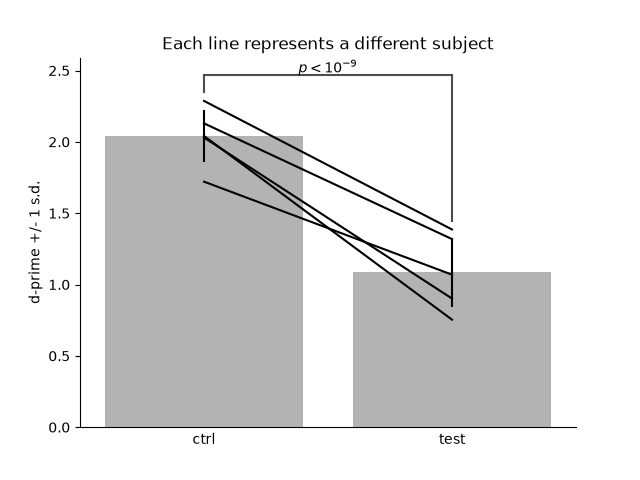 Each line represents a different subject
p < 10⁻⁹
d-prime +/- 1 s.d.
2.5
2.0
1.5
1.0
0.5
0.0
ctrl test